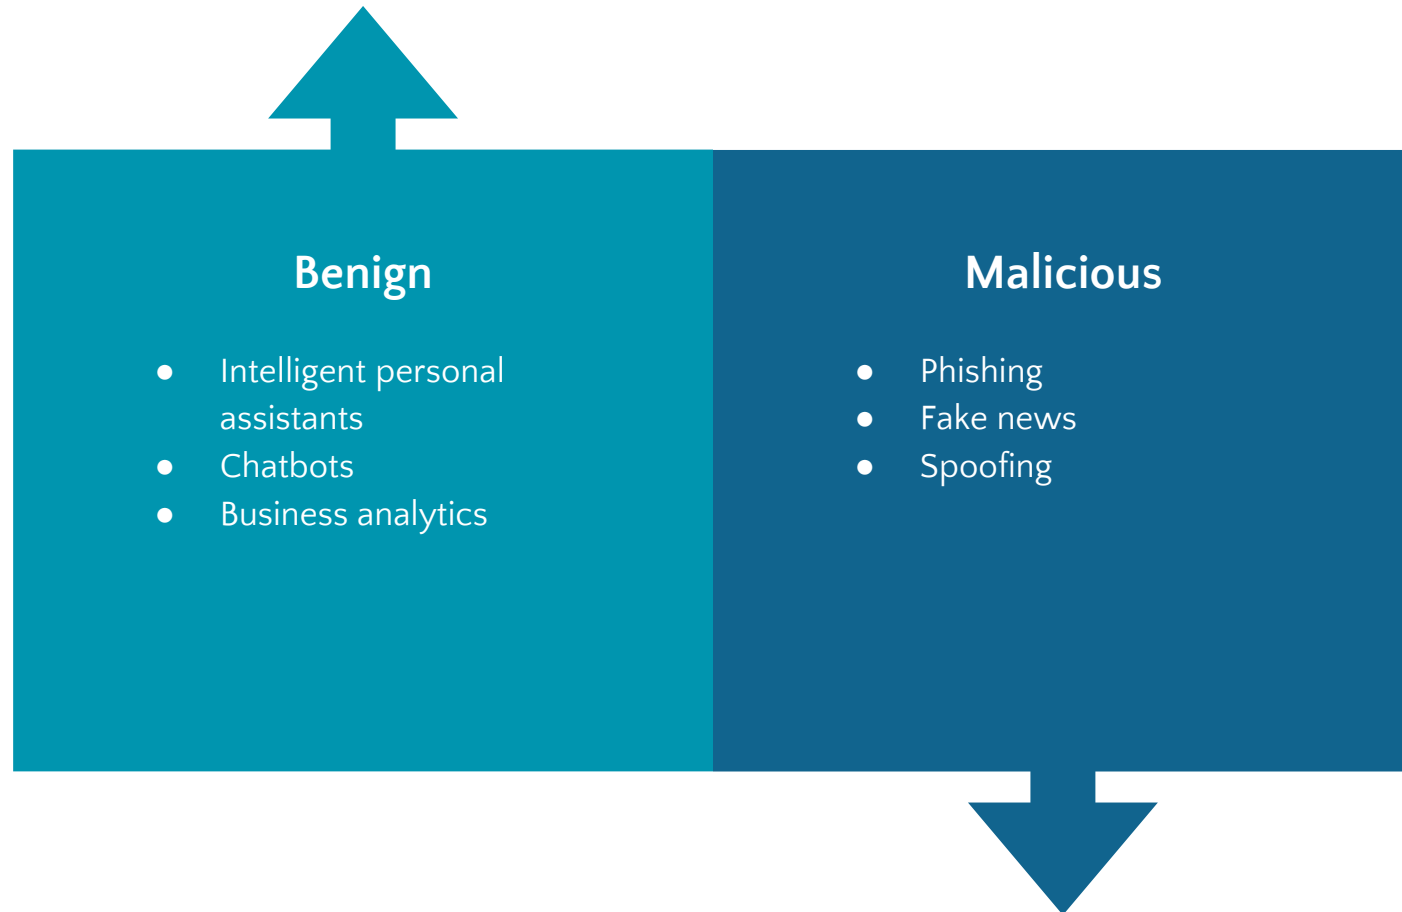 Benign
● Intelligent personal
assistants
● Chatbots
● Business analytics
Malicious
● Phishing
● Fake news
● Spoofing